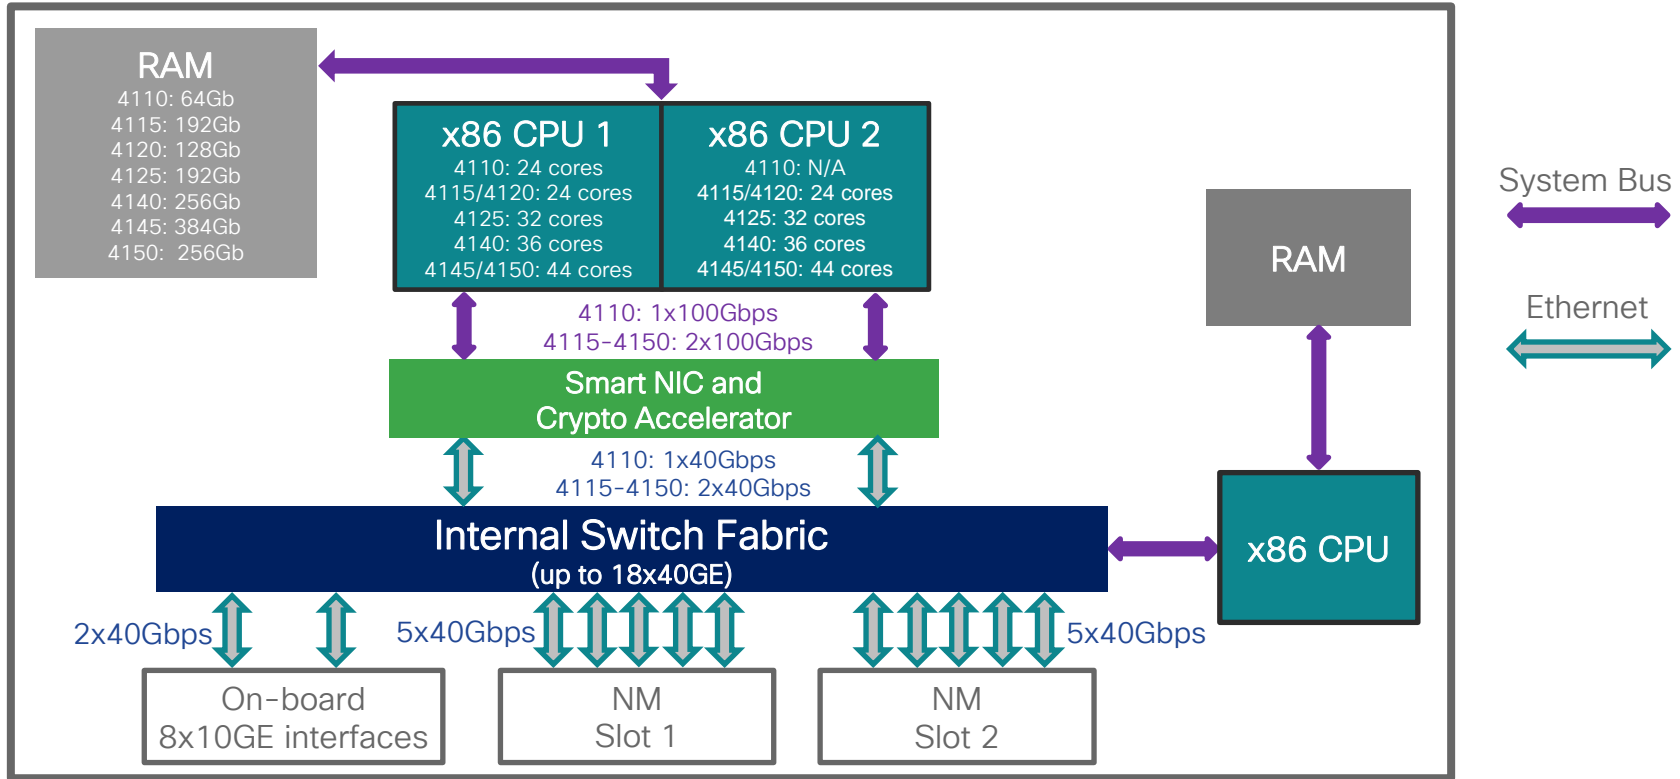 RAM
4110: 64Gb
4115: 192Gb
4120: 128Gb
4125: 192Gb
4140: 256Gb
4145: 384Gb
4150:  256Gb
x86 CPU 1
4110: 24 cores
4115/4120: 24 cores
4125: 32 cores
4140: 36 cores
4145/4150: 44 cores
x86 CPU 2
4110: N/A
4115/4120: 24 cores
4125: 32 cores
4140: 36 cores
4145/4150: 44 cores
System Bus
Ethernet
RAM
4110: 1x100Gbps
4115-4150: 2x100Gbps
Smart NIC and
Crypto Accelerator
4110: 1x40Gbps
4115-4150: 2x40Gbps
Internal Switch Fabric
(up to 18x40GE)
x86 CPU
2x40Gbps
5x40Gbps
5x40Gbps
On-board
8x10GE interfaces
NM
Slot 1
NM
Slot 2